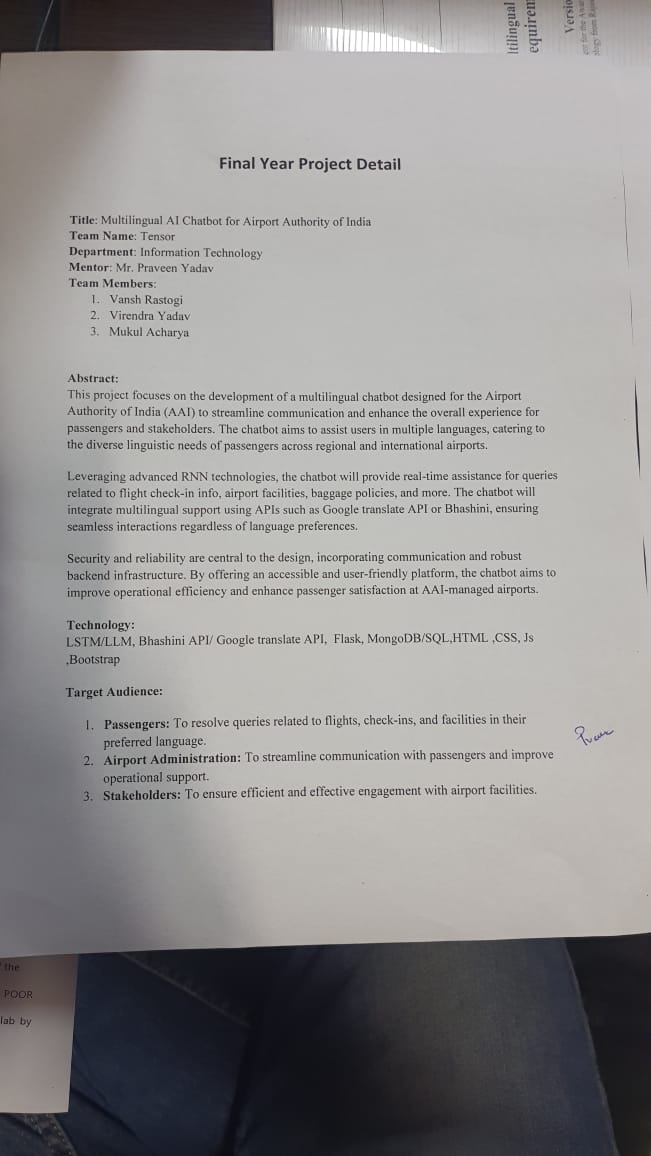 ltilingual
equirem
Versio
Final Year Project Detail
Title: Multilingual AI Chatbot for Airport Authority of India
Team Name: Tensor
Department: Information Technology
Mentor: Mr. Praveen Yadav
Team Members:
1. Vansh Rastogi
2. Virendra Yadav
3. Mukul Acharya
Abstract:
This project focuses on the development of a multilingual chatbot designed for the Airport
Authority of India (AAI) to streamline communication and enhance the overall experience for
passengers and stakeholders. The chatbot aims to assist users in multiple languages, catering to
the diverse linguistic needs of passengers across regional and international airports.
Leveraging advanced RNN technologies, the chatbot will provide real-time assistance for queries
related to flight check-in info, airport facilities, baggage policies, and more. The chatbot will
integrate multilingual support using APIs such as Google translate API or Bhashini, ensuring
seamless interactions regardless of language preferences.
Security and reliability are central to the design, incorporating communication and robust
backend infrastructure. By offering an accessible and user-friendly platform, the chatbot aims to
improve operational efficiency and enhance passenger satisfaction at AAI-managed airports.
Technology:
LSTM/LLM, Bhashini API/ Google translate API, Flask, MongoDB/SQL,HTML ,CSS, Js
,Bootstrap
Target Audience:
1. Passengers: To resolve queries related to flights, check-ins, and facilities in their
preferred language.
2. Airport Administration: To streamline communication with passengers and improve
operational support.
3. Stakeholders: To ensure efficient and effective engagement with airport facilities.
the
POOR
lab by